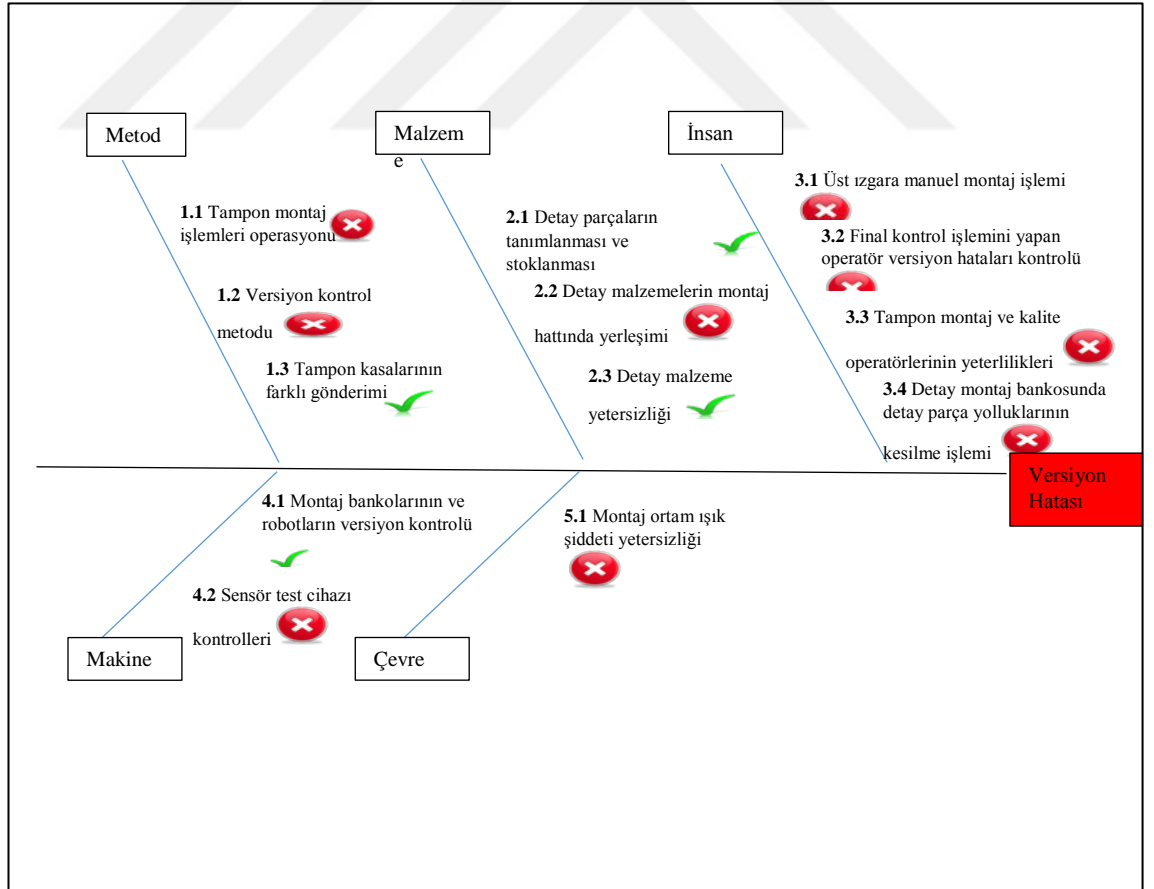 Metod
Malzem
e
İnsan
1.1 Tampon montaj
işlemleri operasyonu
1.2 Versiyon kontrol
metodu
1.3 Tampon kasalarının
farklı gönderimi
2.1 Detay parçaların
tanımlanması ve
stoklanması
2.2 Detay malzemelerin montaj
hattında yerleşimi
2.3 Detay malzeme
yetersizliği
3.1 Üst ızgara manuel montaj işlemi
3.2 Final kontrol işlemini yapan
operatör versiyon hataları kontrolü
3.3 Tampon montaj ve kalite
operatörlerinin yeterlilikleri
3.4 Detay montaj bankosunda
detay parça yolluklarının
kesilme işlemi
Versiyon
Hatası
4.1 Montaj bankolarının ve
robotların versiyon kontrolü
4.2 Sensör test cihazı
kontrolleri
5.1 Montaj ortam ışık
şiddeti yetersizliği
Makine
Çevre